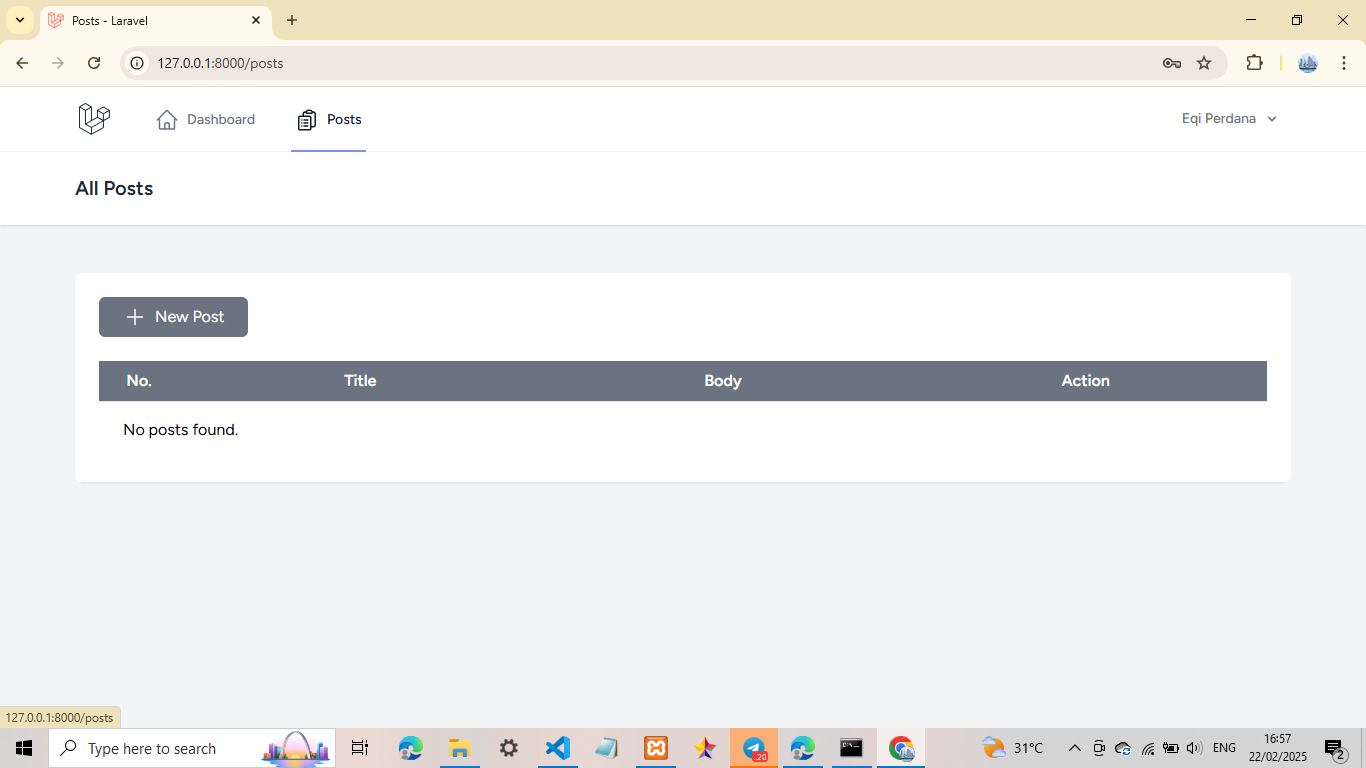 Posts - Laravel
127.0.0.1:8000/posts
Dashboard
Posts
Eqi Perdana
All Posts
New Post
No. Title Body Action
No posts found.
127.0.0.1:8000/posts
Type here to search
20
31°C
ENG
16:57
22/02/2025
2